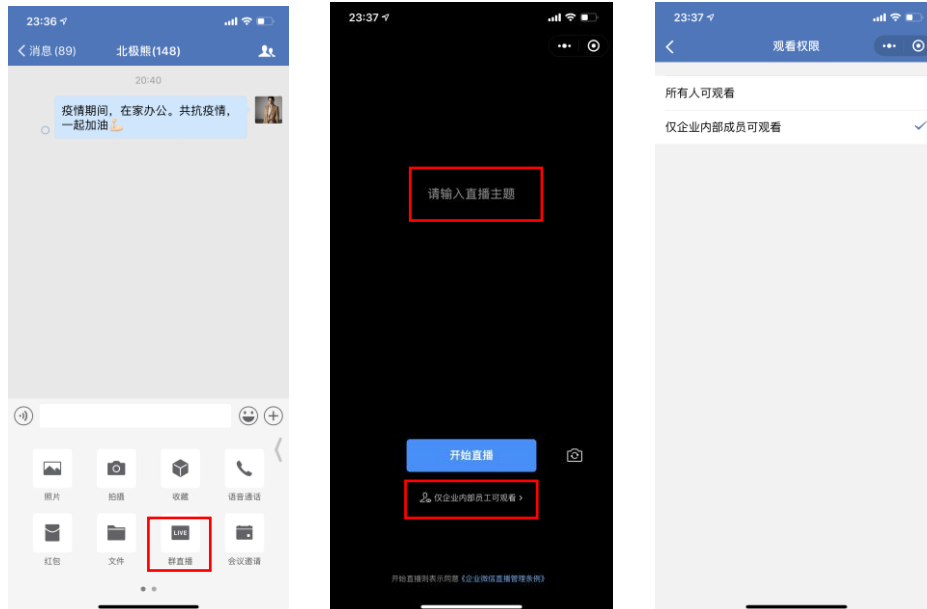 23:36
消息 (89)
北极熊(148)
20:40
疫情期间，在家办公。共抗疫情，
一起加油💪🏻
照片
拍摄
收藏
语音通话
LIVE
红包
文件
群直播
会议邀请
23:37
请输入直播主题
开始直播
仅企业内部员工可观看 ›
开始直播则表示同意《企业微信直播管理条例》
23:37
观看权限
所有人可观看
仅企业内部成员可观看